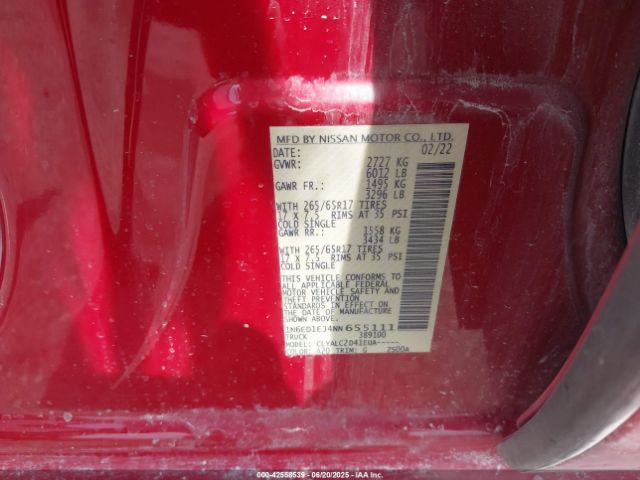 MFD BY NISSAN MOTOR CO., LTD.
DATE: 02/22
GVWR: 2727 KG
6012 LB
GAWR FR.: 1495 KG
3296 LB
WITH 265/65R17 TIRES
17 X 7.5 RIMS AT 35 PSI
COLD SINGLE
GAWR RR.: 1558 KG
3434 LB
WITH 265/65R17 TIRES
17 X 7.5 RIMS AT 35 PSI
COLD SINGLE
THIS VEHICLE CONFORMS TO
ALL APPLICABLE FEDERAL
MOTOR VEHICLE SAFETY AND
THEFT PREVENTION
STANDARDS IN EFFECT ON
THE DATE OF MANUFACTURE
SHOWN ABOVE.
1N6ED1EJ4NN655111
TRUCK 389100
MODEL: CLYALCZD41EUA-----
COLOR: A20 TRIM: G Z500A
000-42558539 - 06/20/2025 - IAA Inc.